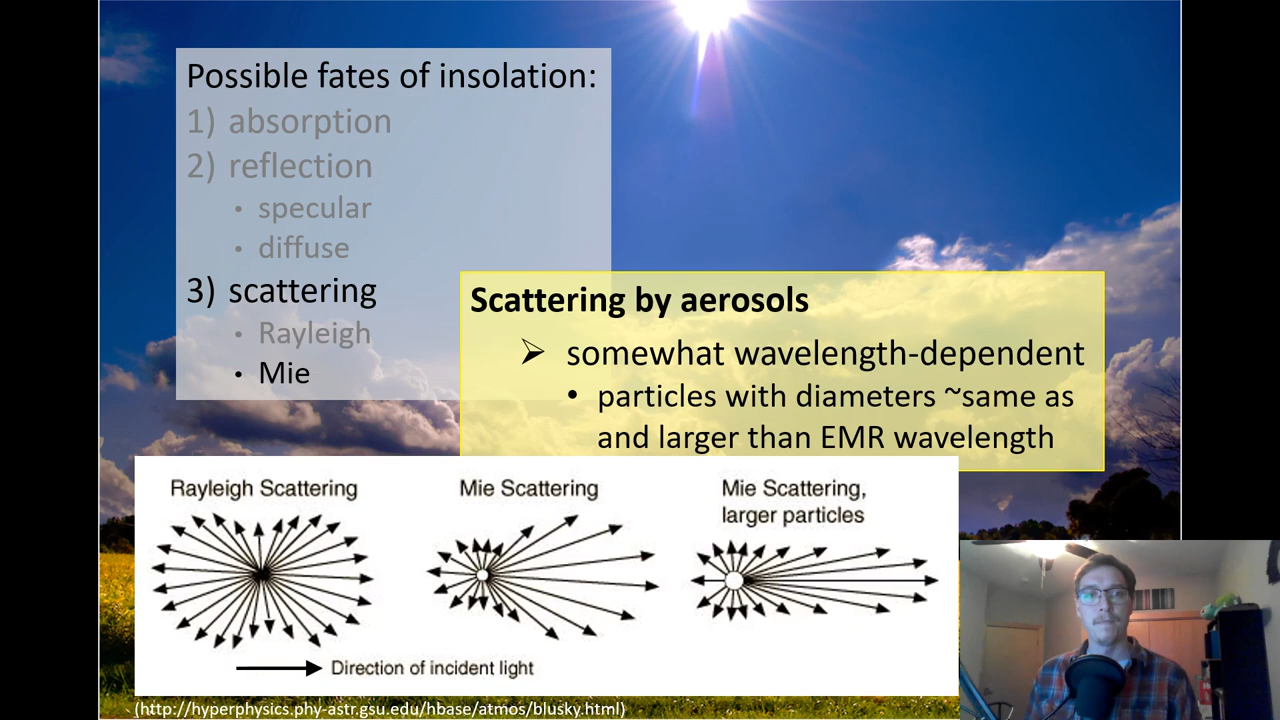 Possible fates of insolation:
1) absorption
2) reflection
• specular
• diffuse
3) scattering
• Rayleigh
• Mie
Scattering by aerosols
➢ somewhat wavelength-dependent
• particles with diameters ~same as
and larger than EMR wavelength
Rayleigh Scattering
Mie Scattering
Mie Scattering,
larger particles
Direction of incident light
(http://hyperphysics.phy-astr.gsu.edu/hbase/atmos/blusky.html)